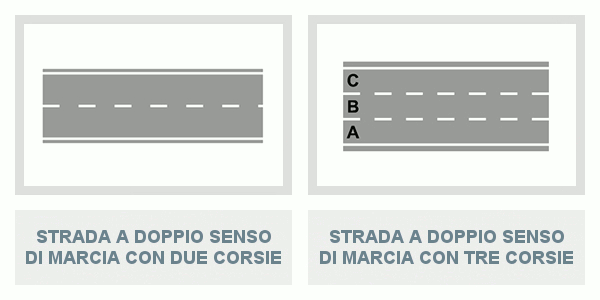 C
B
A
STRADA A DOPPIO SENSO
DI MARCIA CON DUE CORSIE
STRADA A DOPPIO SENSO
DI MARCIA CON TRE CORSIE